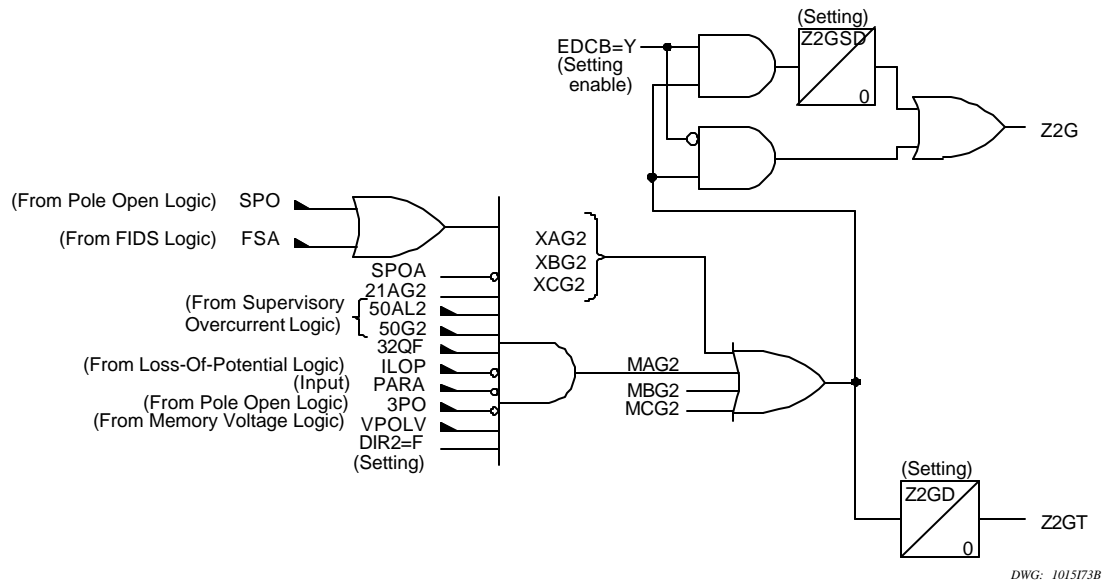 (Setting)
EDCB=Y
(Setting
enable)
Z2GSD
0
Z2G
(From Pole Open Logic) SPO
(From FIDS Logic) FSA
SPOA
21AG2
(From Supervisory
Overcurrent Logic)
50AL2
50G2
32QF
(From Loss-Of-Potential Logic) ILOP
(Input) PARA
(From Pole Open Logic) 3PO
(From Memory Voltage Logic) VPOLV
DIR2=F
(Setting)
XAG2
XBG2
XCG2
MAG2
MBG2
MCG2
(Setting)
Z2GD
0
Z2GT
DWG: 1015I73B